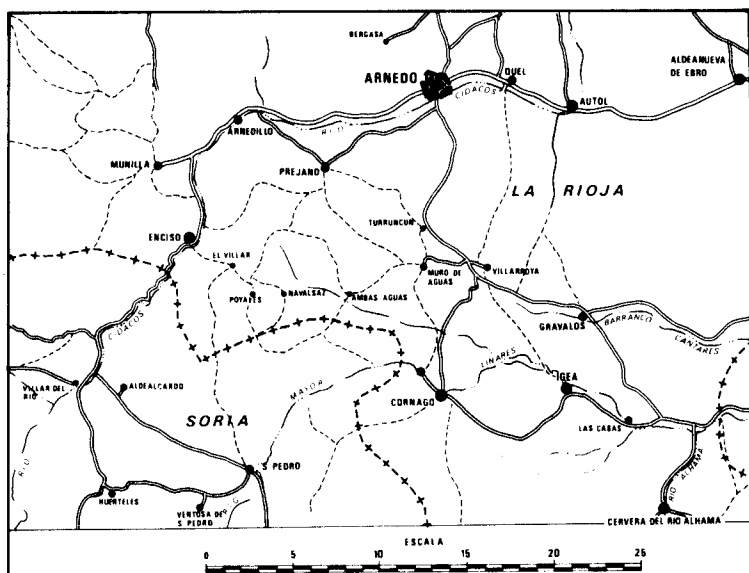 BERGASA
ARNEDO
QUEL
ALDEANUEVA
DE EBRO
CIDACOS
AUTOL
RIO
ARNEDILLO
MUNILLA
PREJANO
LA RIOJA
TURRUNCUN
ENCISO
EL VILLAR
MURO DE
AGUAS
VILLARROYA
POYALES
NAVALSAZ
AMBAS AGUAS
CIDACOS
GRAVALOS
BARRANCO
CANTARES
LINARES
IGEA
VILLAR DEL
RIO
ALDEALCARDO
MAYOR
CORNAGO
SORIA
LAS CASAS
RIO
S. PEDRO
RIO ALHAMA
HUERTELES
VENTOSA DE
S. PEDRO
R.
CERVERA DEL RIO ALHAMA
ESCALA
0 5 10 15 20 25